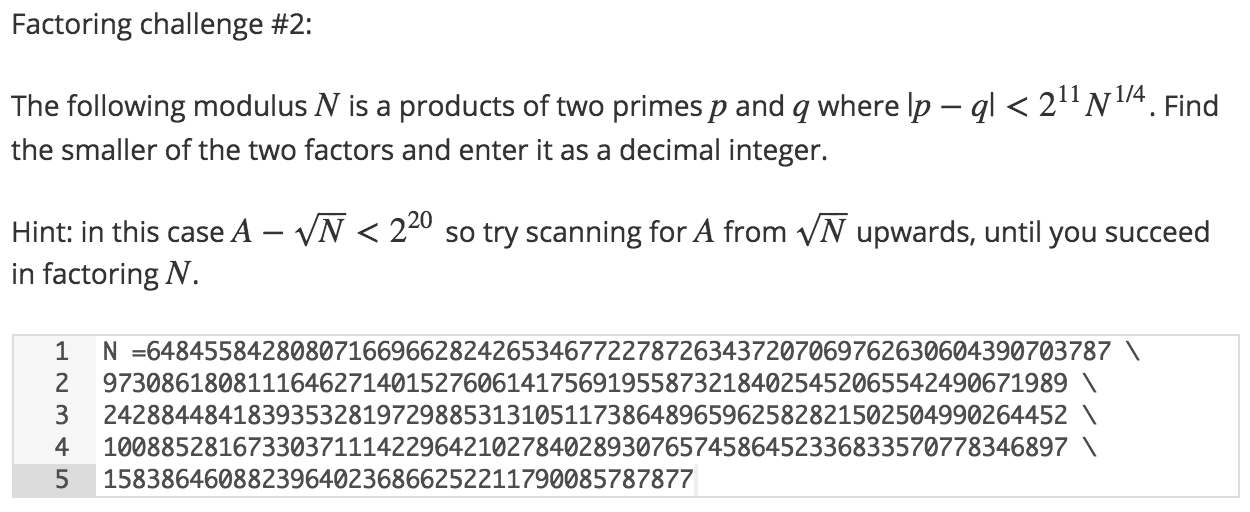 Factoring challenge #2:
The following modulus N is a products of two primes p and q where |p − q| < 2^11 N^1/4. Find
the smaller of the two factors and enter it as a decimal integer.
Hint: in this case A − √N < 2^20 so try scanning for A from √N upwards, until you succeed
in factoring N.
1 N =6484558428080716696628242653467722787263437207069762630604390703787 \
2 9730861808111646271401527606141756919558732184025452065542490671989 \
3 2428844841839353281972988531310511738648965962582821502504990264452 \
4 1008852816733037111422964210278402893076574586452336833570778346897 \
5 15838646088239640236866252211790085787877